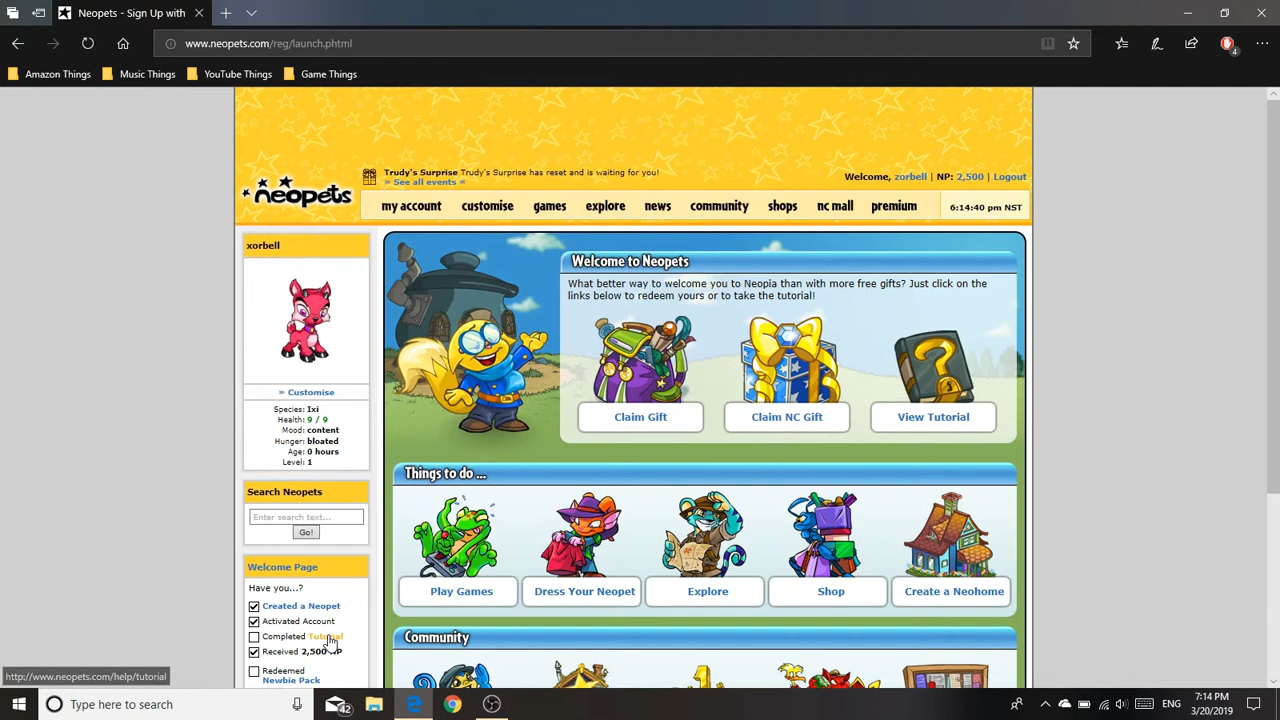 Neopets - Sign Up with
www.neopets.com/reg/launch.phtml
4
Amazon Things
Music Things
YouTube Things
Game Things
Trudy's Surprise Trudy's Surprise has reset and is waiting for you!
» See all events «
Welcome, zorbell | NP: 2,500 | Logout
neopets
my account
customise
games
explore
news
community
shops
nc mall
premium
6:14:40 pm NST
xorbell
» Customise
Species: Ixi
Health: 9 / 9
Mood: content
Hunger: bloated
Age: 0 hours
Level: 1
Search Neopets
Enter search text...
Go!
Welcome Page
Have you...?
Created a Neopet
Activated Account
Completed Tutorial
Received 2,500 NP
Redeemed
Newbie Pack
Welcome to Neopets
What better way to welcome you to Neopia than with more free gifts? Just click on the
links below to redeem yours or to take the tutorial!
Claim Gift
Claim NC Gift
View Tutorial
Things to do ...
Play Games
Dress Your Neopet
Explore
Shop
Create a Neohome
Community
http://www.neopets.com/help/tutorial
Type here to search
42
ENG
7:14 PM
3/20/2019